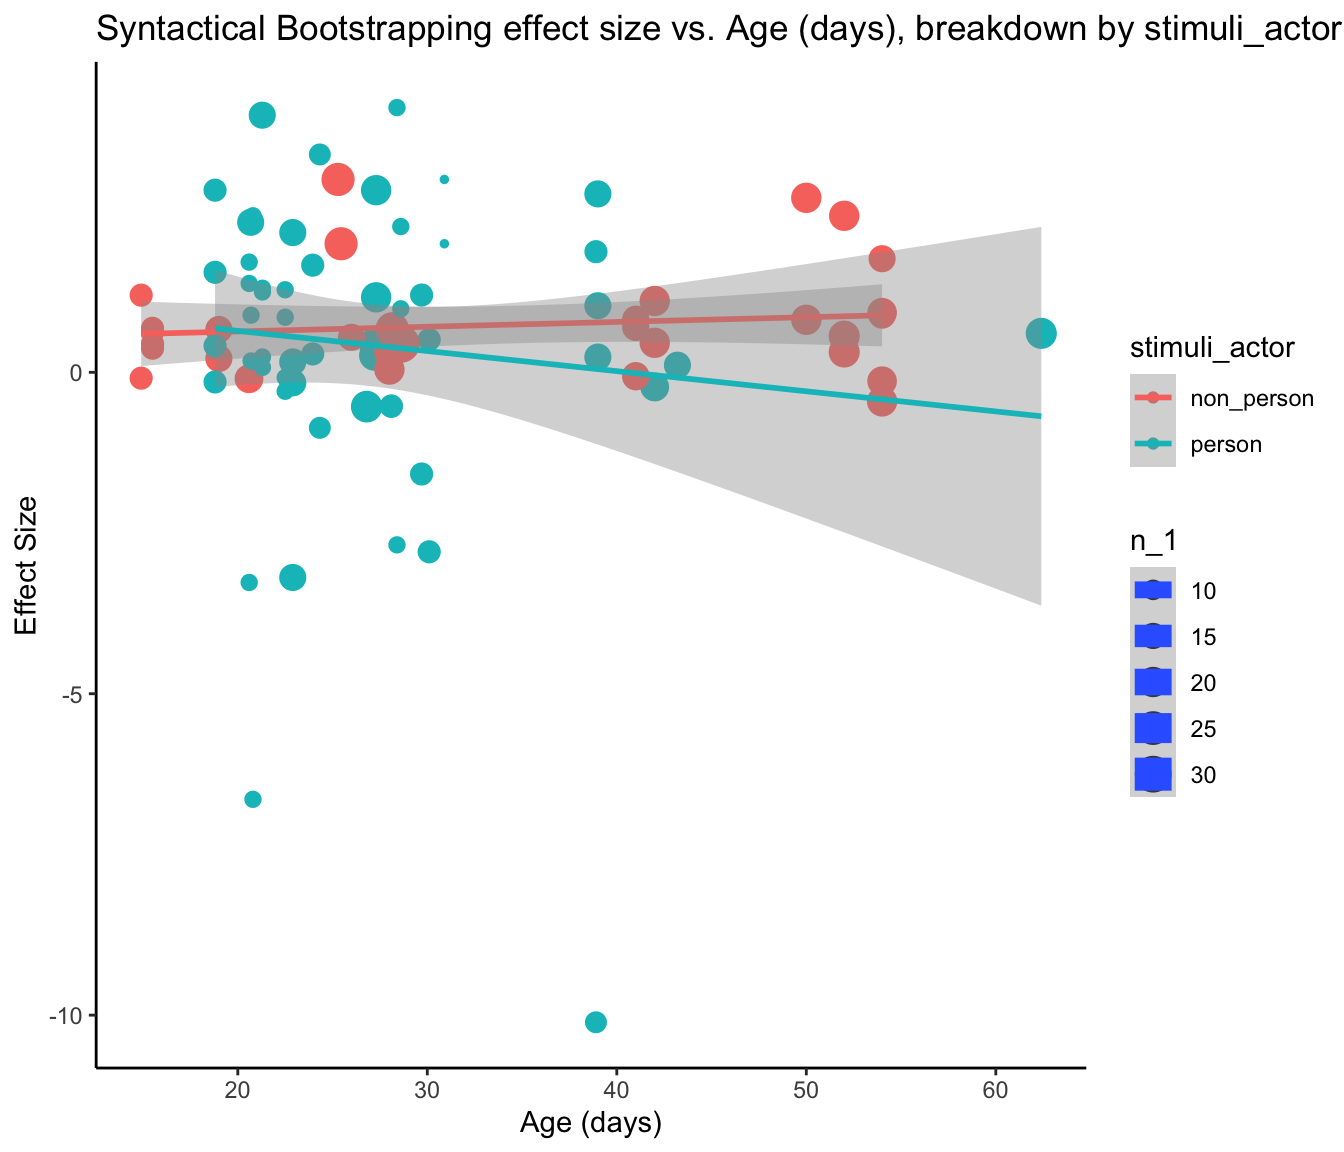 Syntactical Bootstrapping effect size vs. Age (days), breakdown by stimuli_actor
0
-5
-10
Effect Size
20 30 40 50 60
Age (days)
stimuli_actor
non_person
person
n_1
10
15
20
25
30